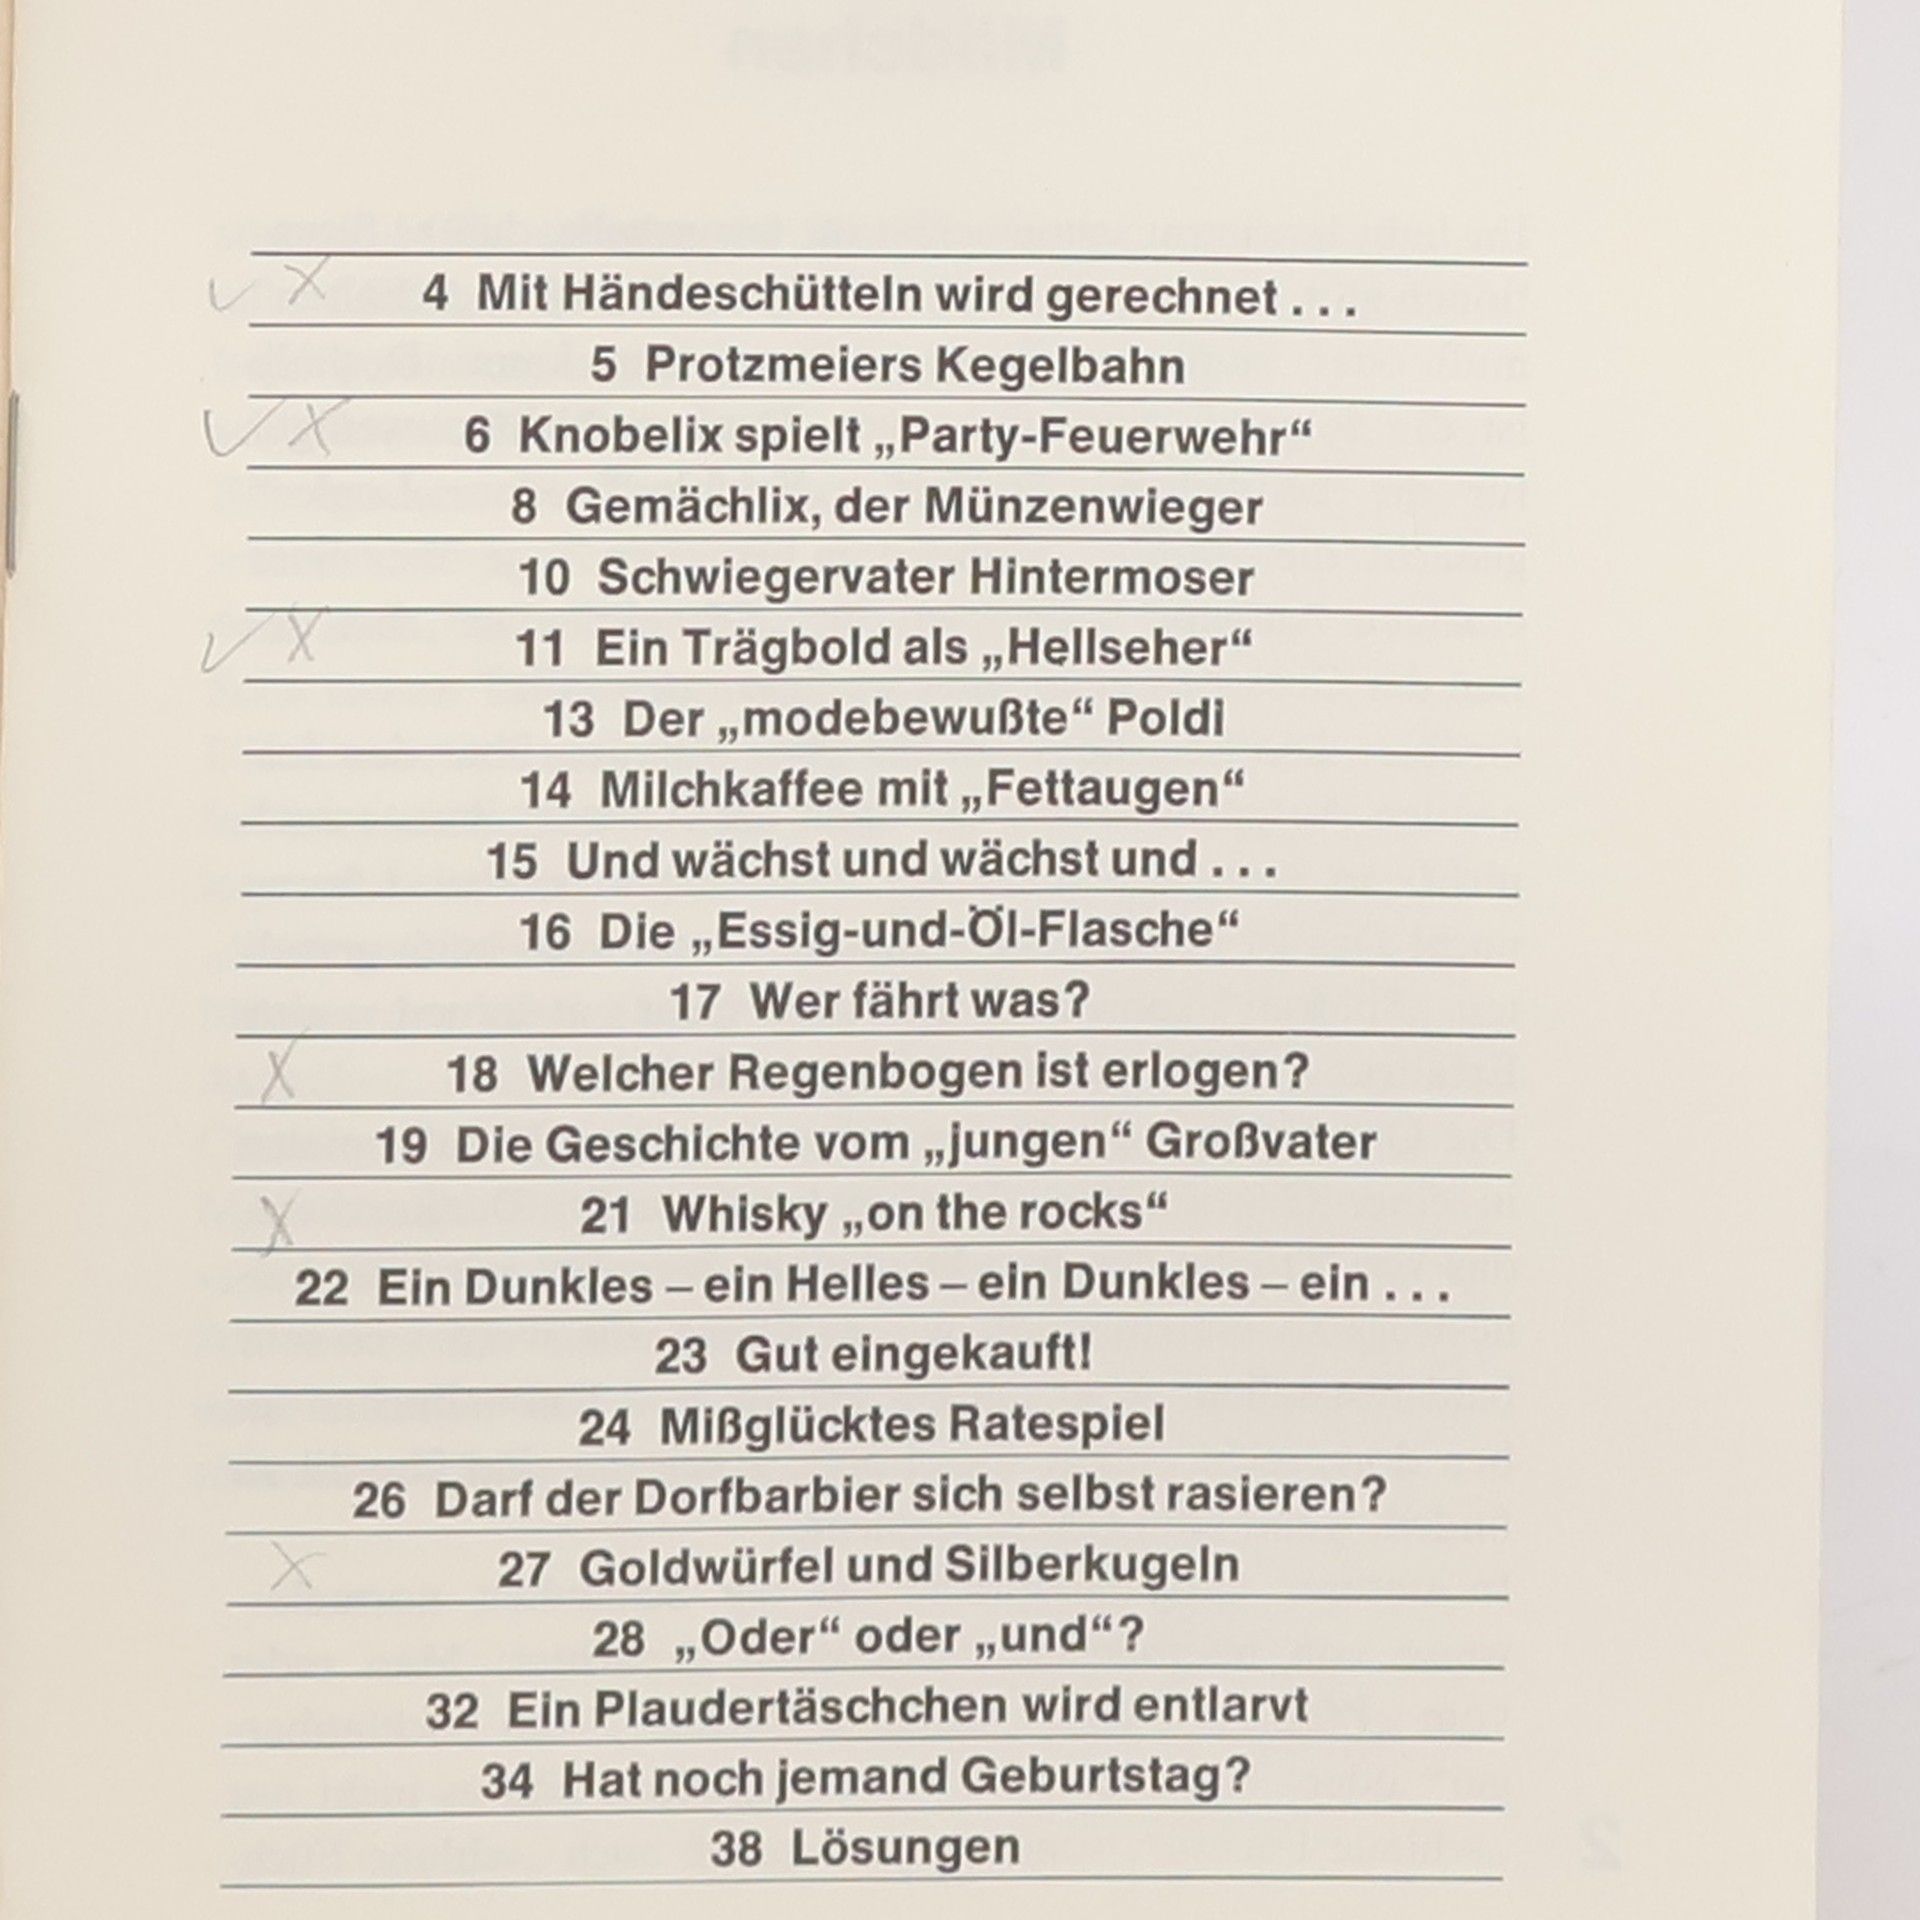 4 Mit Händeschütteln wird gerechnet . . .
5 Protzmeiers Kegelbahn
6 Knobelix spielt „Party-Feuerwehr“
8 Gemächlix, der Münzenwieger
10 Schwiegervater Hintermoser
11 Ein Trägbold als „Hellseher“
13 Der „modebewußte“ Poldi
14 Milchkaffee mit „Fettaugen“
15 Und wächst und wächst und . . .
16 Die „Essig-und-Öl-Flasche“
17 Wer fährt was?
18 Welcher Regenbogen ist erlogen?
19 Die Geschichte vom „jungen“ Großvater
21 Whisky „on the rocks“
22 Ein Dunkles – ein Helles – ein Dunkles – ein . . .
23 Gut eingekauft!
24 Mißglücktes Ratespiel
26 Darf der Dorfbarbier sich selbst rasieren?
27 Goldwürfel und Silberkugeln
28 „Oder“ oder „und“?
32 Ein Plaudertäschchen wird entlarvt
34 Hat noch jemand Geburtstag?
38 Lösungen